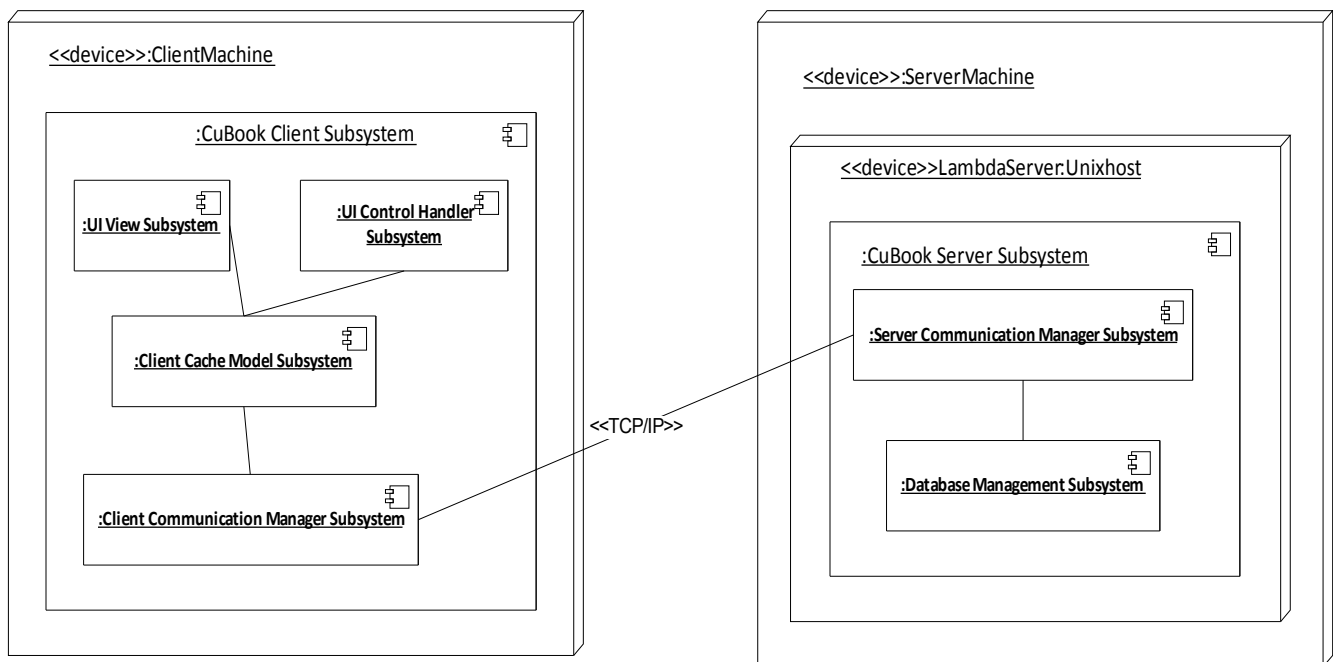 <<device>>:ClientMachine
:CuBook Client Subsystem
:UI View Subsystem
:UI Control Handler
Subsystem
:Client Cache Model Subsystem
:Client Communication Manager Subsystem
<<TCP/IP>>
<<device>>:ServerMachine
<<device>>LambdaServer:Unixhost
:CuBook Server Subsystem
:Server Communication Manager Subsystem
:Database Management Subsystem